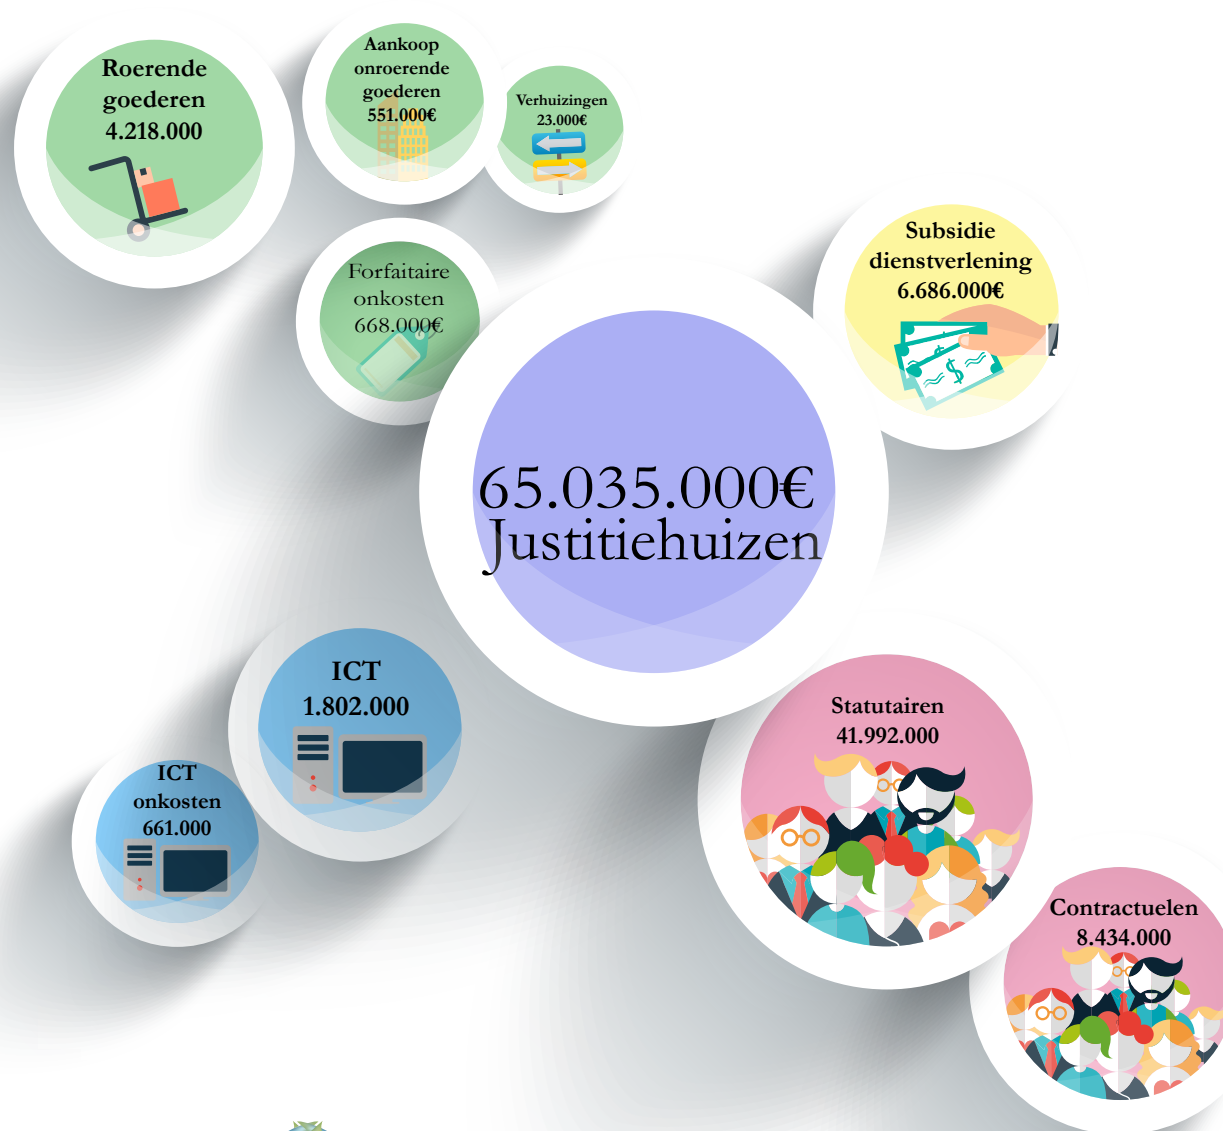 Roerende
goederen
4.218.000
Aankoop
onroerende
goederen
551.000€
Verhuizingen
23.000€
Forfaitaire
onkosten
668.000€
Subsidie
dienstverlening
6.686.000€
65.035.000€
Justitiehuizen
ICT
1.802.000
ICT
onkosten
661.000
Statutairen
41.992.000
Contractuelen
8.434.000